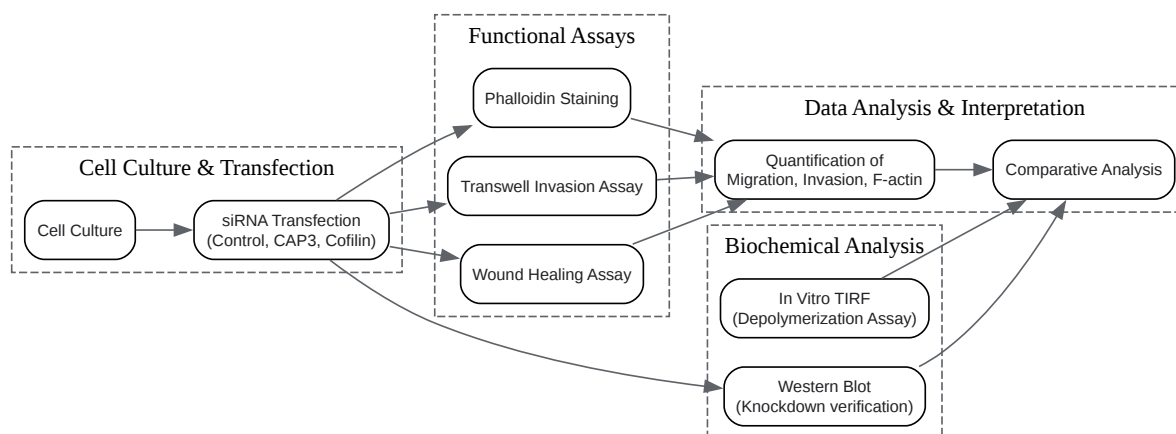 Cell Culture & Transfection
Cell Culture
siRNA Transfection
(Control, CAP3, Cofilin)
Functional Assays
Phalloidin Staining
Transwell Invasion Assay
Wound Healing Assay
Data Analysis & Interpretation
Quantification of
Migration, Invasion, F-actin
Comparative Analysis
Biochemical Analysis
In Vitro TIRF
(Depolymerization Assay)
Western Blot
(Knockdown verification)